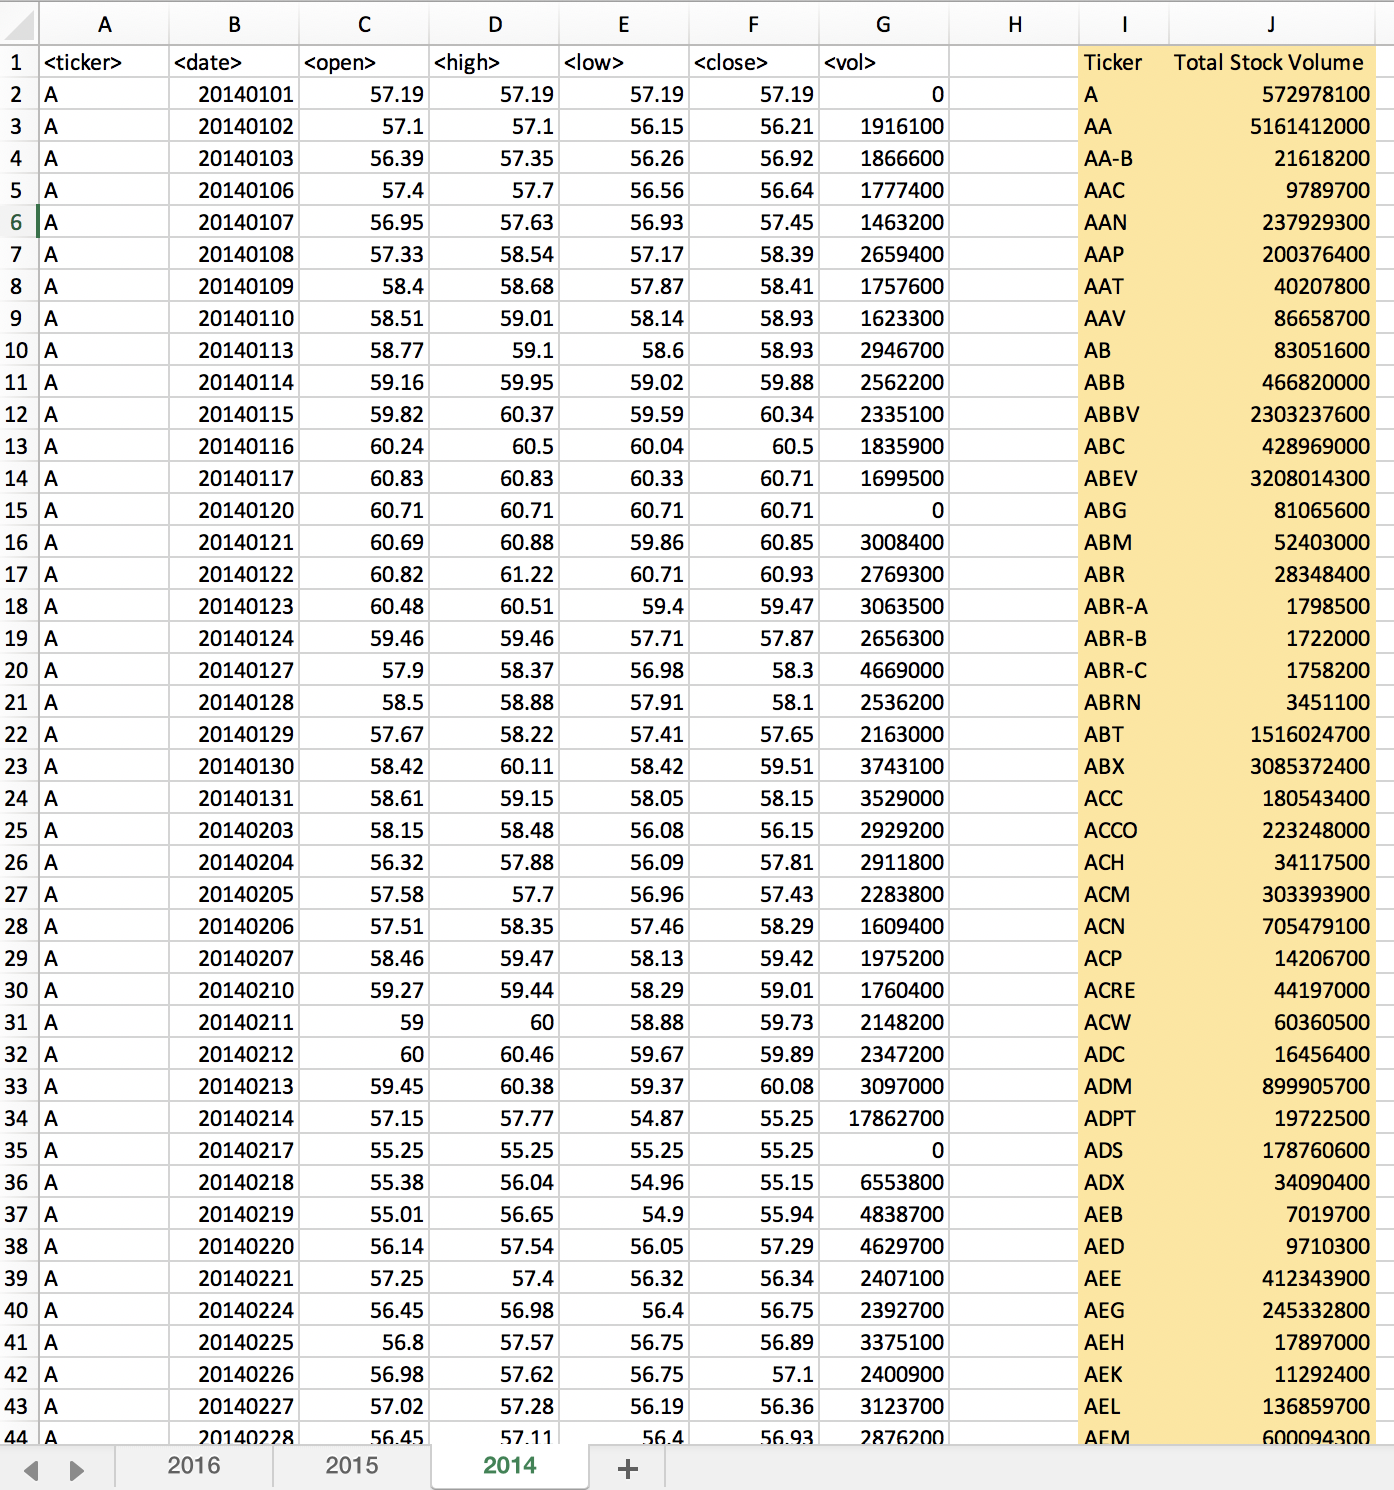 A B C D E F G H I J
1 <ticker> <date> <open> <high> <low> <close> <vol> Ticker Total Stock Volume
2 A 20140101 57.19 57.19 57.19 57.19 0 A 572978100
3 A 20140102 57.1 57.1 56.15 56.21 1916100 AA 5161412000
4 A 20140103 56.39 57.35 56.26 56.92 1866600 AA-B 21618200
5 A 20140106 57.4 57.7 56.56 56.64 1777400 AAC 9789700
6 A 20140107 56.95 57.63 56.93 57.45 1463200 AAN 237929300
7 A 20140108 57.33 58.54 57.17 58.39 2659400 AAP 200376400
8 A 20140109 58.4 58.68 57.87 58.41 1757600 AAT 40207800
9 A 20140110 58.51 59.01 58.14 58.93 1623300 AAV 86658700
10 A 20140113 58.77 59.1 58.6 58.93 2946700 AB 83051600
11 A 20140114 59.16 59.95 59.02 59.88 2562200 ABB 466820000
12 A 20140115 59.82 60.37 59.59 60.34 2335100 ABBV 2303237600
13 A 20140116 60.24 60.5 60.04 60.5 1835900 ABC 428969000
14 A 20140117 60.83 60.83 60.33 60.71 1699500 ABEV 3208014300
15 A 20140120 60.71 60.71 60.71 60.71 0 ABG 81065600
16 A 20140121 60.69 60.88 59.86 60.85 3008400 ABM 52403000
17 A 20140122 60.82 61.22 60.71 60.93 2769300 ABR 28348400
18 A 20140123 60.48 60.51 59.4 59.47 3063500 ABR-A 1798500
19 A 20140124 59.46 59.46 57.71 57.87 2656300 ABR-B 1722000
20 A 20140127 57.9 58.37 56.98 58.3 4669000 ABR-C 1758200
21 A 20140128 58.5 58.88 57.91 58.1 2536200 ABRN 3451100
22 A 20140129 57.67 58.22 57.41 57.65 2163000 ABT 1516024700
23 A 20140130 58.42 60.11 58.42 59.51 3743100 ABX 3085372400
24 A 20140131 58.61 59.15 58.05 58.15 3529000 ACC 180543400
25 A 20140203 58.15 58.48 56.08 56.15 2929200 ACCO 223248000
26 A 20140204 56.32 57.88 56.09 57.81 2911800 ACH 34117500
27 A 20140205 57.58 57.7 56.96 57.43 2283800 ACM 303393900
28 A 20140206 57.51 58.35 57.46 58.29 1609400 ACN 705479100
29 A 20140207 58.46 59.47 58.13 59.42 1975200 ACP 14206700
30 A 20140210 59.27 59.44 58.29 59.01 1760400 ACRE 44197000
31 A 20140211 59 60 58.88 59.73 2148200 ACW 60360500
32 A 20140212 60 60.46 59.67 59.89 2347200 ADC 16456400
33 A 20140213 59.45 60.38 59.37 60.08 3097000 ADM 899905700
34 A 20140214 57.15 57.77 54.87 55.25 17862700 ADPT 19722500
35 A 20140217 55.25 55.25 55.25 55.25 0 ADS 178760600
36 A 20140218 55.38 56.04 54.96 55.15 6553800 ADX 34090400
37 A 20140219 55.01 56.65 54.9 55.94 4838700 AEB 7019700
38 A 20140220 56.14 57.54 56.05 57.29 4629700 AED 9710300
39 A 20140221 57.25 57.4 56.32 56.34 2407100 AEE 412343900
40 A 20140224 56.45 56.98 56.4 56.75 2392700 AEG 245332800
41 A 20140225 56.8 57.57 56.75 56.89 3375100 AEH 17897000
42 A 20140226 56.98 57.62 56.75 57.1 2400900 AEK 11292400
43 A 20140227 57.02 57.28 56.19 56.36 3123700 AEL 136859700
44 A 20140228 56.45 57.11 56.4 56.93 2876200 AEM 600094300
2016 2015 2014 +